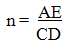 n = AE
CD